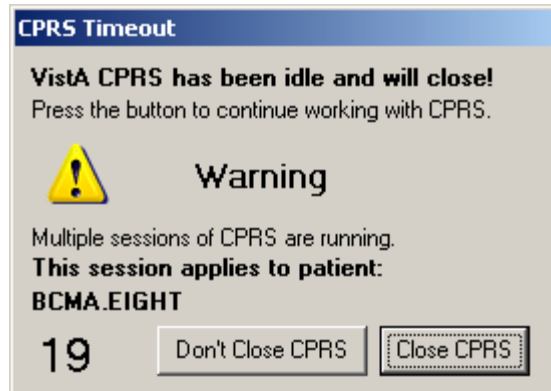 CPRS Timeout
VistA CPRS has been idle and will close!
Press the button to continue working with CPRS.
Warning
Multiple sessions of CPRS are running.
This session applies to patient:
BCMA.EIGHT
19 Don't Close CPRS Close CPRS